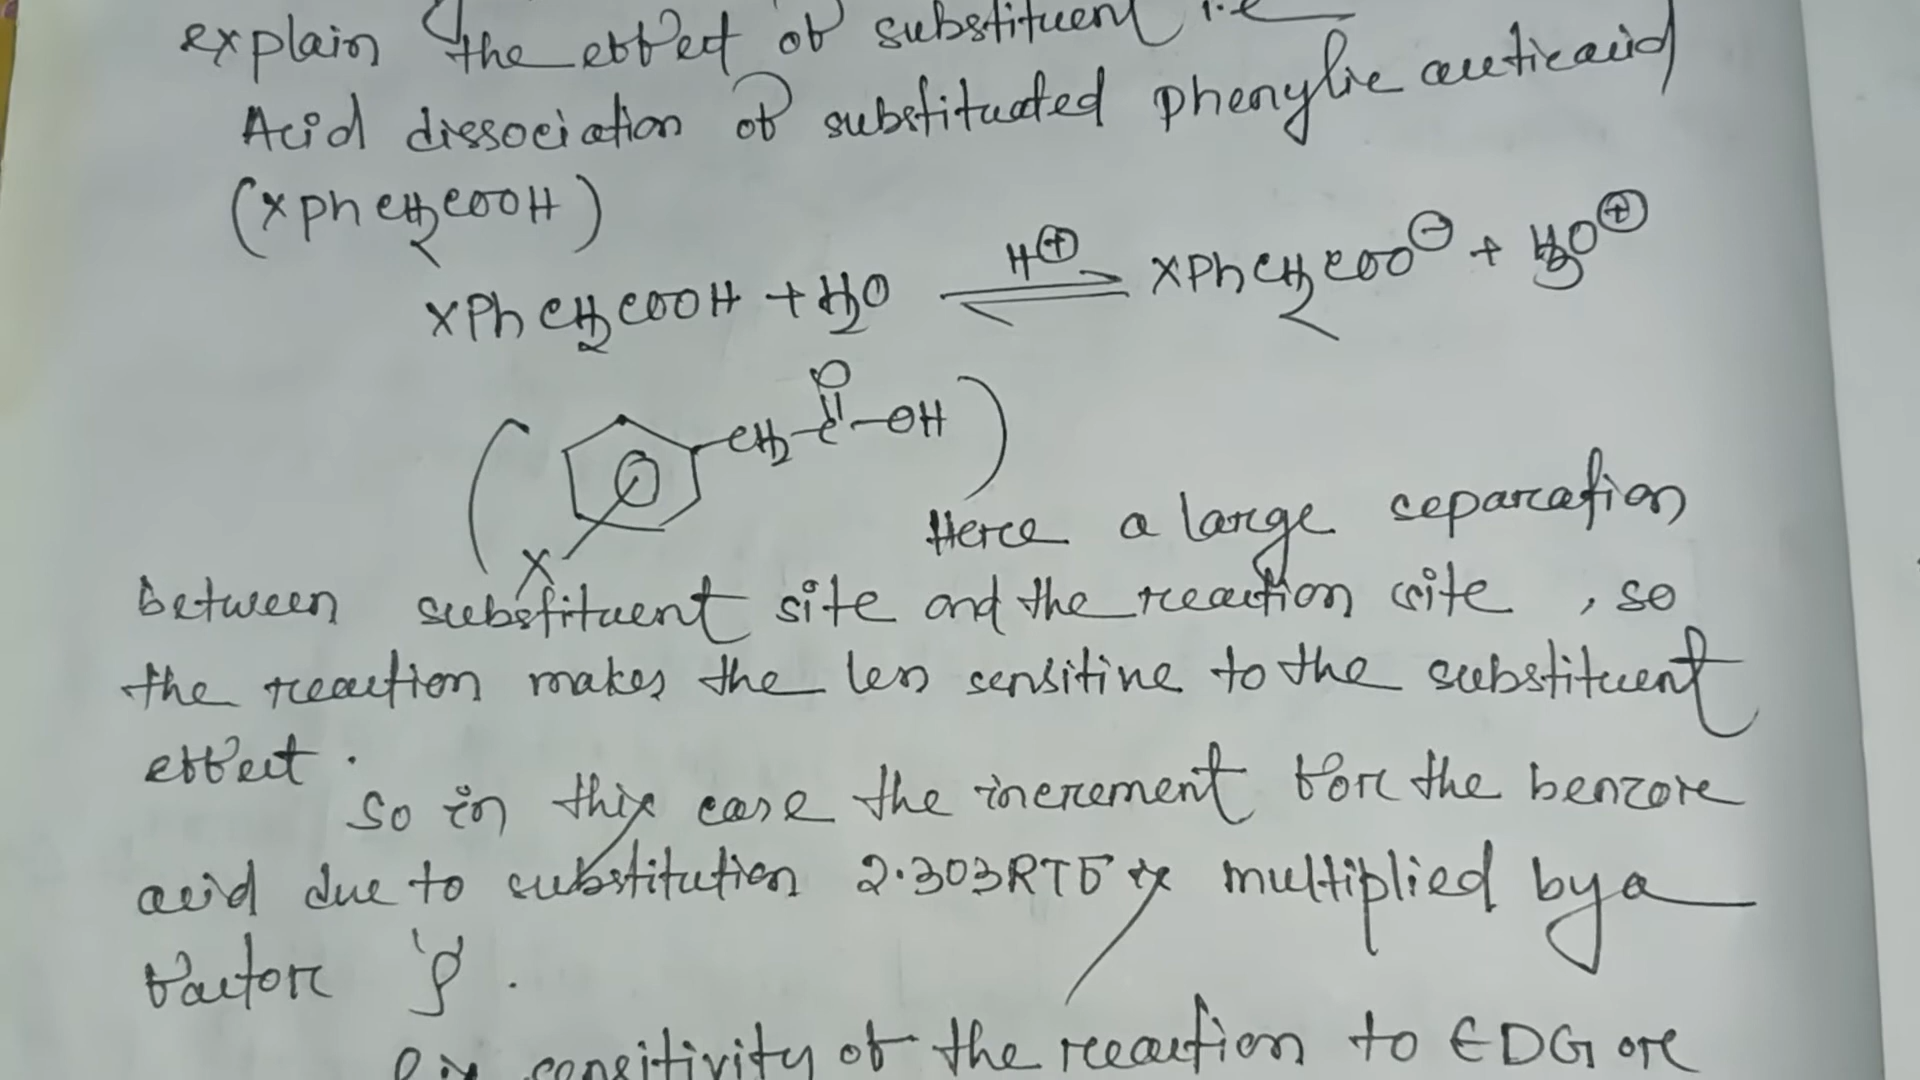 explain the effect of substituent i.e
Acid dissociation of substituated phenylic aceticacid
(XPhCH2COOH)
XPhCH2COOH + H2O ⇌ H⊕ XPhCH2COO⊖ + H3O⊕
( X CH2-C-OH )
O
Here a large separation
between substituent site and the reaction site, so
the reaction makes the less sensitive to the substituent
effect.
So in this case the increment for the benzoic
acid due to substitution 2.303RTσ is multiplied by a
factor 'ρ'.
ρ is sensitivity of the reaction to EDG or